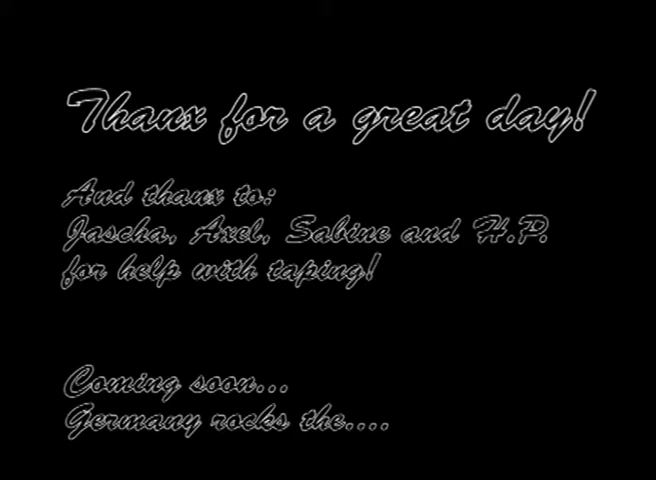 Thanx for a great day!
And thanx to:
Jascha, Axel, Sabine and H.P.
for help with taping!
Coming soon...
Germany rocks the....